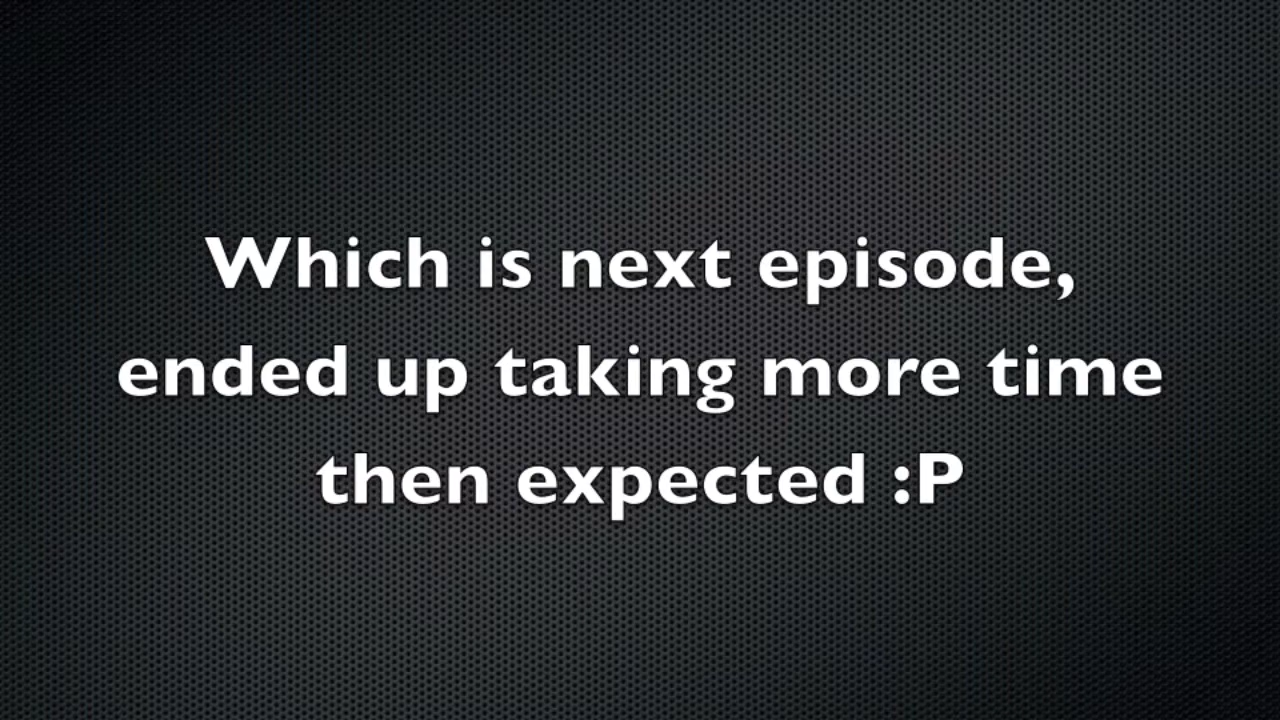 Which is next episode,
ended up taking more time
then expected :P